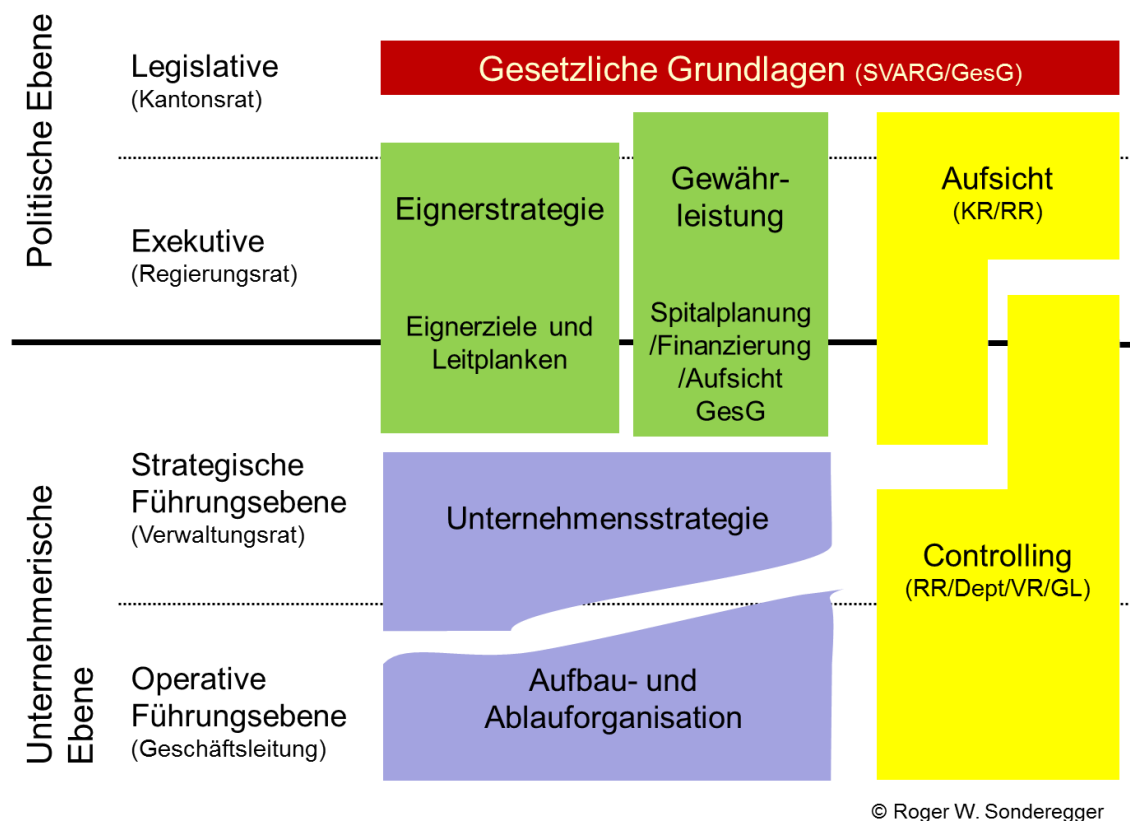 Politische Ebene
Legislative
(Kantonsrat)
Gesetzliche Grundlagen (SVARG/GesG)
Exekutive
(Regierungsrat)
Eignerstrategie
Eignerziele und
Leitplanken
Gewähr-
leistung
Spitalplanung
/Finanzierung
/Aufsicht
GesG
Aufsicht
(KR/RR)
Unternehmerische
Ebene
Strategische
Führungsebene
(Verwaltungsrat)
Unternehmensstrategie
Controlling
(RR/Dept/VR/GL)
Operative
Führungsebene
(Geschäftsleitung)
Aufbau- und
Ablauforganisation
© Roger W. Sonderegger